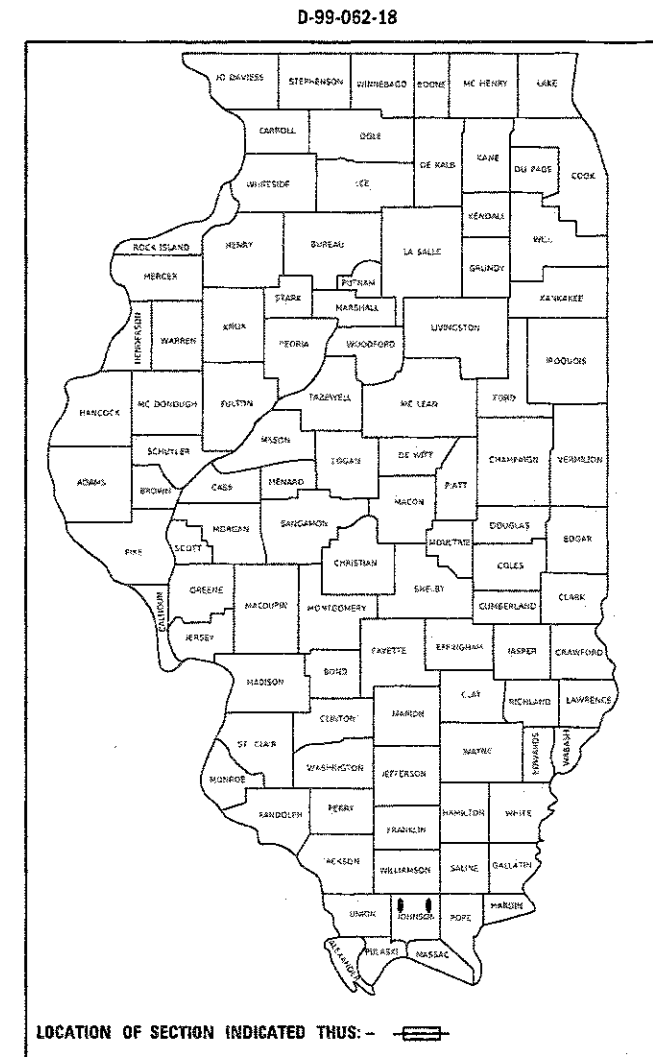 D-99-062-18
JO DAVIESS STEPHENSON WINNEBAGO BOONE MC HENRY LAKE
CARROLL OGLE
DE KALB KANE DU PAGE COOK
WHITESIDE LEE
KENDALL WILL
ROCK ISLAND HENRY BUREAU LA SALLE
MERCER PUTNAM GRUNDY
STARK MARSHALL KANKAKEE
HENDERSON WARREN KNOX PEORIA WOODFORD LIVINGSTON IROQUOIS
HANCOCK MC DONOUGH FULTON TAZEWELL MC LEAN FORD
SCHUYLER MASON LOGAN DE WITT CHAMPAIGN VERMILION
ADAMS BROWN CASS MENARD PIATT
MORGAN SANGAMON MACON DOUGLAS EDGAR
PIKE SCOTT CHRISTIAN MOULTRIE COLES
CALHOUN GREENE MACOUPIN MONTGOMERY SHELBY CUMBERLAND CLARK
JERSEY FAYETTE EFFINGHAM JASPER CRAWFORD
MADISON BOND
CLAY RICHLAND LAWRENCE
CLINTON MARION
ST. CLAIR WAYNE EDWARDS WABASH
MONROE WASHINGTON JEFFERSON
RANDOLPH PERRY HAMILTON WHITE
FRANKLIN
JACKSON WILLIAMSON SALINE GALLATIN
UNION JOHNSON POPE HARDIN
ALEXANDER PULASKI MASSAC
LOCATION OF SECTION INDICATED THUS: -